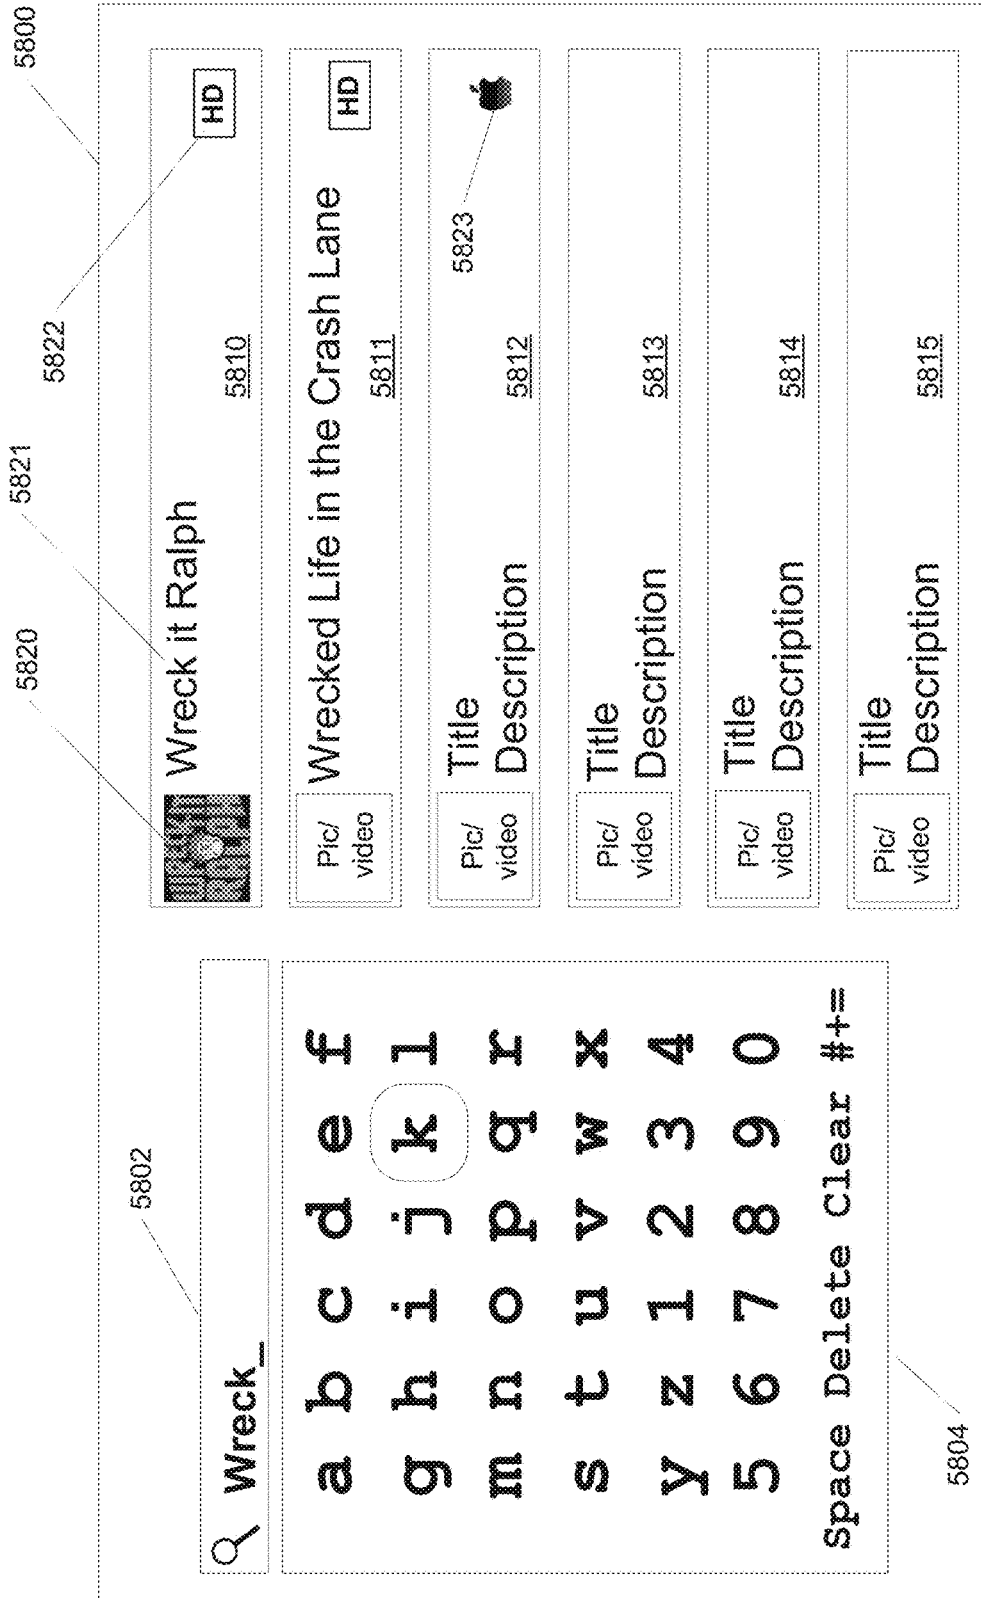 5800
5802
Wreck_
a b c d e f
g h i j k l
m n o p q r
s t u v w x
y z 1 2 3 4
5 6 7 8 9 0
Space Delete Clear #+=
5804
5820
5821
5822
Wreck it Ralph
HD
5810
Pic/
video
Wrecked Life in the Crash Lane
HD
5811
Pic/
video
Title
Description
5823
5812
Pic/
video
Title
Description
5813
Pic/
video
Title
Description
5814
Pic/
video
Title
Description
5815